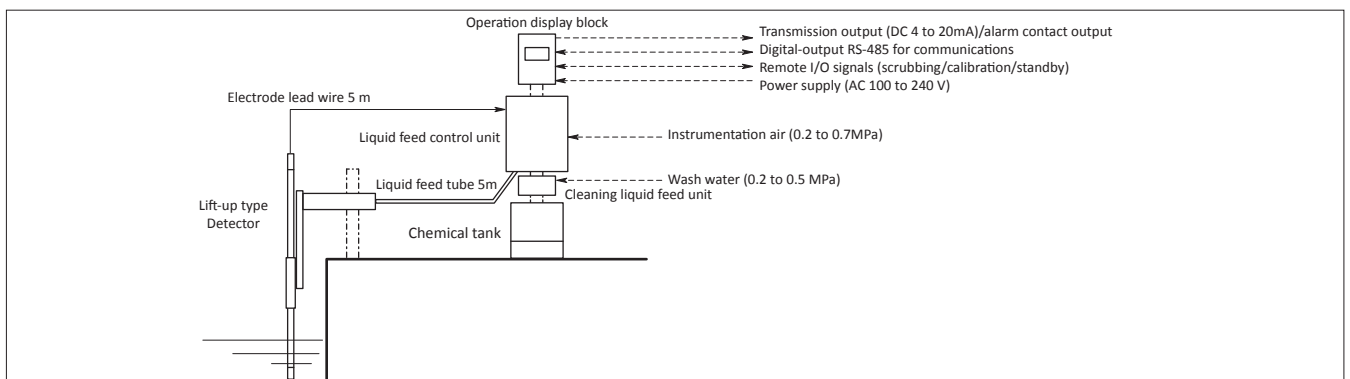 Operation display block
Transmission output (DC 4 to 20mA)/alarm contact output
Digital-output RS-485 for communications
Remote I/O signals (scrubbing/calibration/standby)
Power supply (AC 100 to 240 V)
Electrode lead wire 5 m
Liquid feed control unit
Instrumentation air (0.2 to 0.7MPa)
Liquid feed tube 5m
Wash water (0.2 to 0.5 MPa)
Cleaning liquid feed unit
Lift-up type
Detector
Chemical tank